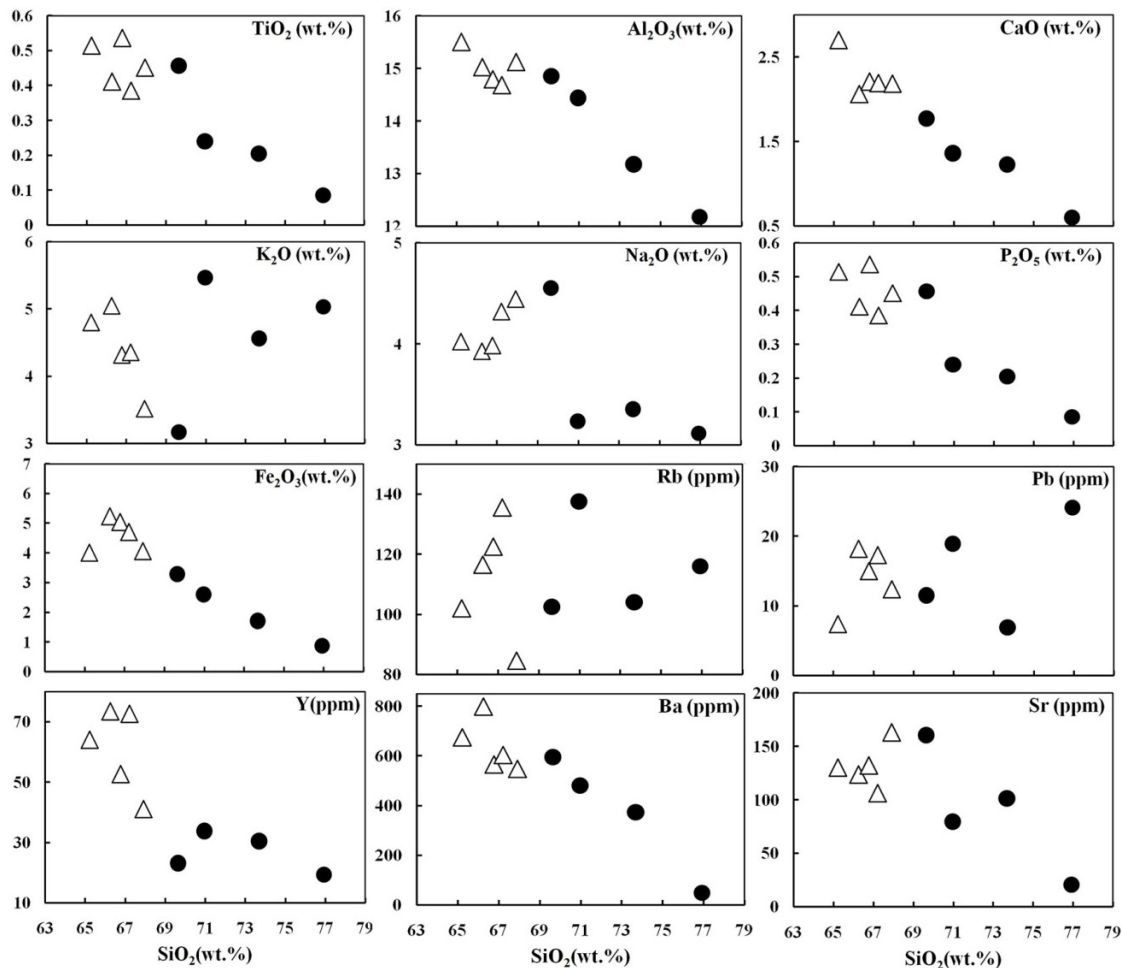 0.6 TiO₂ (wt.%)
0.5
0.4
0.3
0.2
0.1
0
16 Al₂O₃(wt.%)
15
14
13
12
CaO (wt.%)
2.5
1.5
0.5
6 K₂O (wt.%)
5
4
3
5 Na₂O (wt.%)
4
3
0.6 P₂O₅ (wt.%)
0.5
0.4
0.3
0.2
0.1
0
7 Fe₂O₃(wt.%)
6
5
4
3
2
1
0
Rb (ppm)
140
120
100
80
30 Pb (ppm)
20
10
0
Y(ppm)
70
50
30
10
63 65 67 69 71 73 75 77 79
SiO₂(wt.%)
Ba (ppm)
800
600
400
200
0
63 65 67 69 71 73 75 77 79
SiO₂(wt.%)
200 Sr (ppm)
150
100
50
0
63 65 67 69 71 73 75 77 79
SiO₂(wt.%)